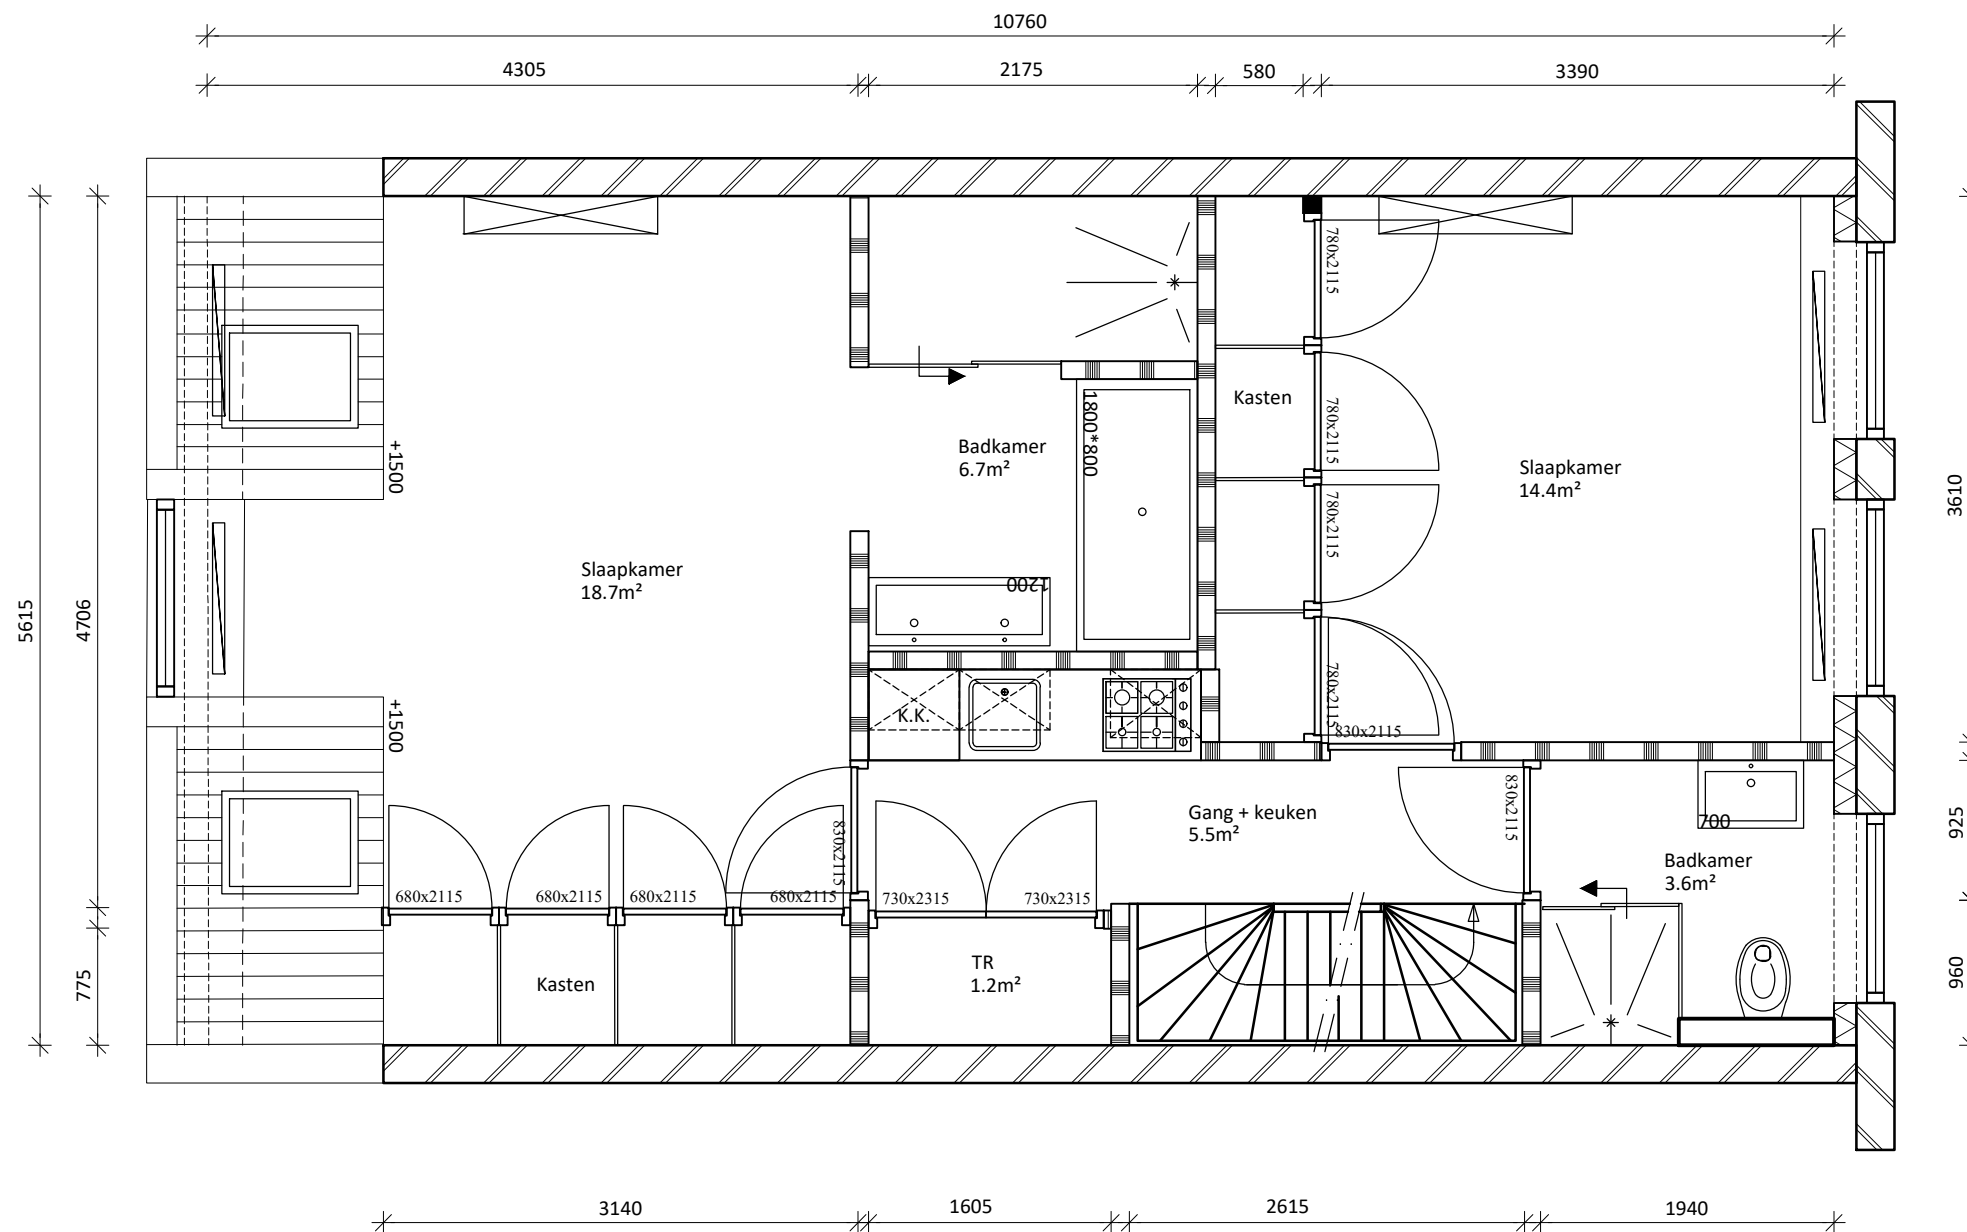 10760
4305
2175
580
3390
5615
4706
775
+1500
+1500
Slaapkamer
18.7m²
Badkamer
6.7m²
1800*800
1200
Kasten
780x2115
780x2115
780x2115
780x2115
830x2115
Slaapkamer
14.4m²
3610
925
960
K.K.
Gang + keuken
5.5m²
830x2115
700
Badkamer
3.6m²
830x2115
680x2115
680x2115
680x2115
680x2115
730x2315
730x2315
Kasten
TR
1.2m²
3140
1605
2615
1940